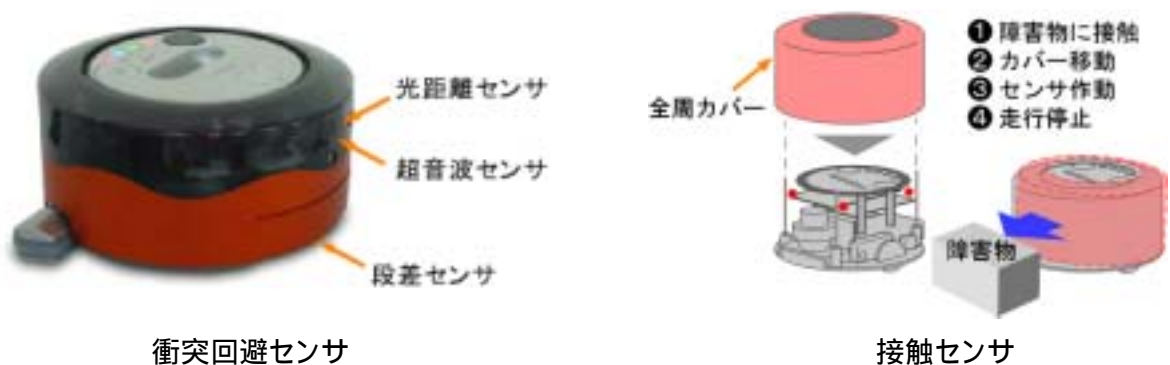 光距離センサ
超音波センサ
段差センサ
衝突回避センサ
全周カバー
❶ 障害物に接触
❷ カバー移動
❸ センサ作動
❹ 走行停止
障害物
接触センサ